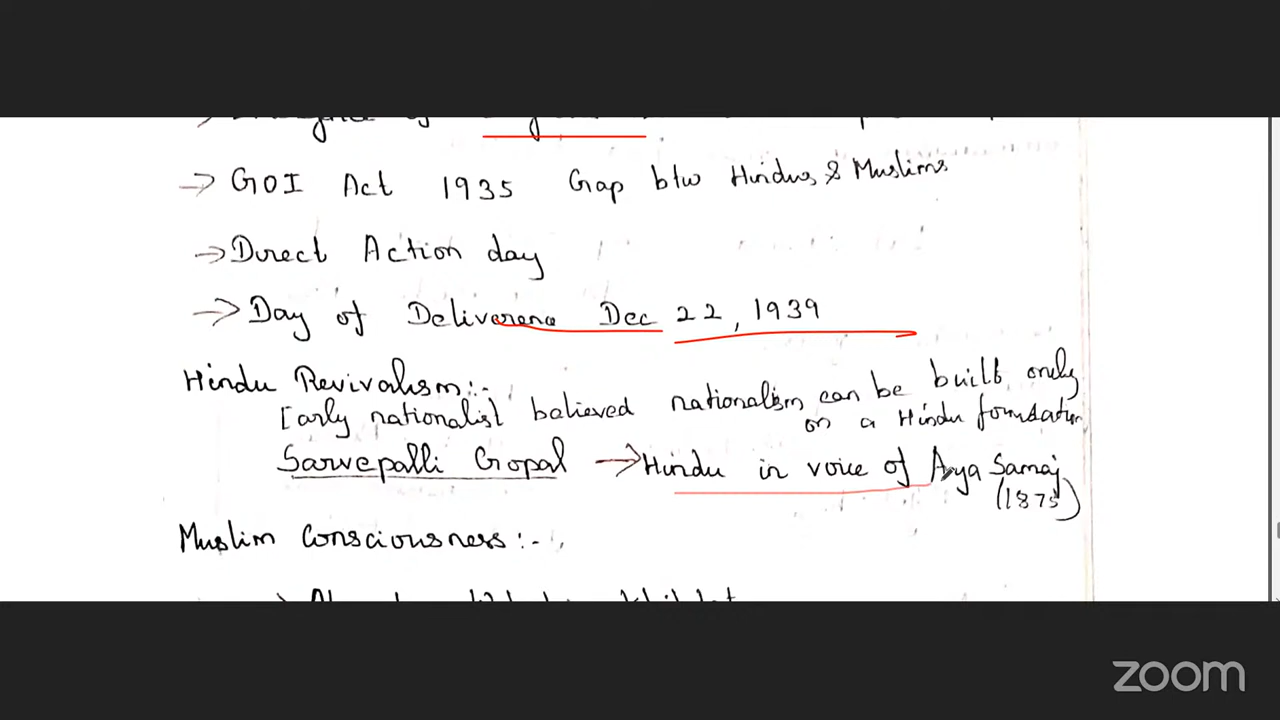 → GOI Act 1935 Gap btw Hindus & Muslims
→ Direct Action day
→ Day of Deliverence Dec 22, 1939
Hindu Revivalism:-
Early nationalist believed nationalism can be built only
on a Hindu foundation
Sarvepalli Gopal → Hindu in voice of Arya Samaj
(1875)
Muslim Consciousness:-
zoom